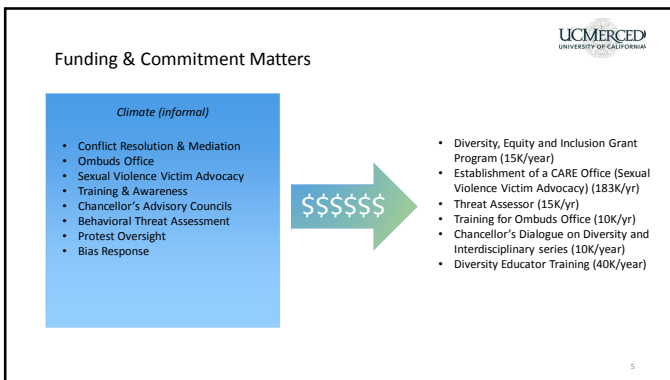 UCMERCED
UNIVERSITY OF CALIFORNIA
Funding & Commitment Matters
Climate (informal)
• Conflict Resolution & Mediation
• Ombuds Office
• Sexual Violence Victim Advocacy
• Training & Awareness
• Chancellor's Advisory Councils
• Behavioral Threat Assessment
• Protest Oversight
• Bias Response
$$$$$$
• Diversity, Equity and Inclusion Grant
Program (15K/year)
• Establishment of a CARE Office (Sexual
Violence Victim Advocacy) (183K/yr)
• Threat Assessor (15K/yr)
• Training for Ombuds Office (10K/yr)
• Chancellor's Dialogue on Diversity and
Interdisciplinary series (10K/year)
• Diversity Educator Training (40K/year)
5